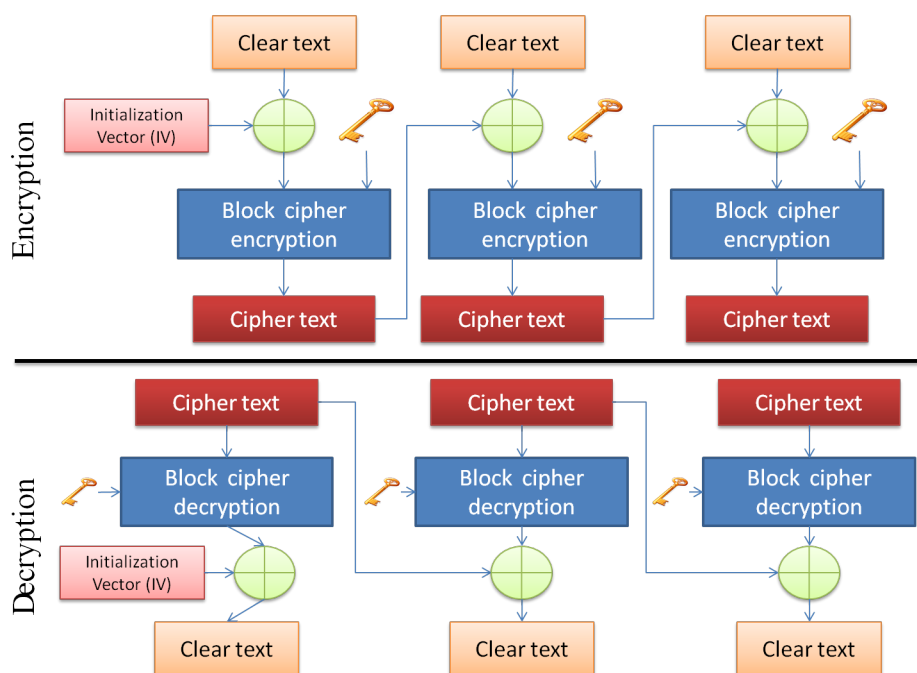 Encryption
Clear text
Clear text
Clear text
Initialization
Vector (IV)
Block cipher
encryption
Block cipher
encryption
Block cipher
encryption
Cipher text
Cipher text
Cipher text
Decryption
Cipher text
Cipher text
Cipher text
Block cipher
decryption
Block cipher
decryption
Block cipher
decryption
Initialization
Vector (IV)
Clear text
Clear text
Clear text